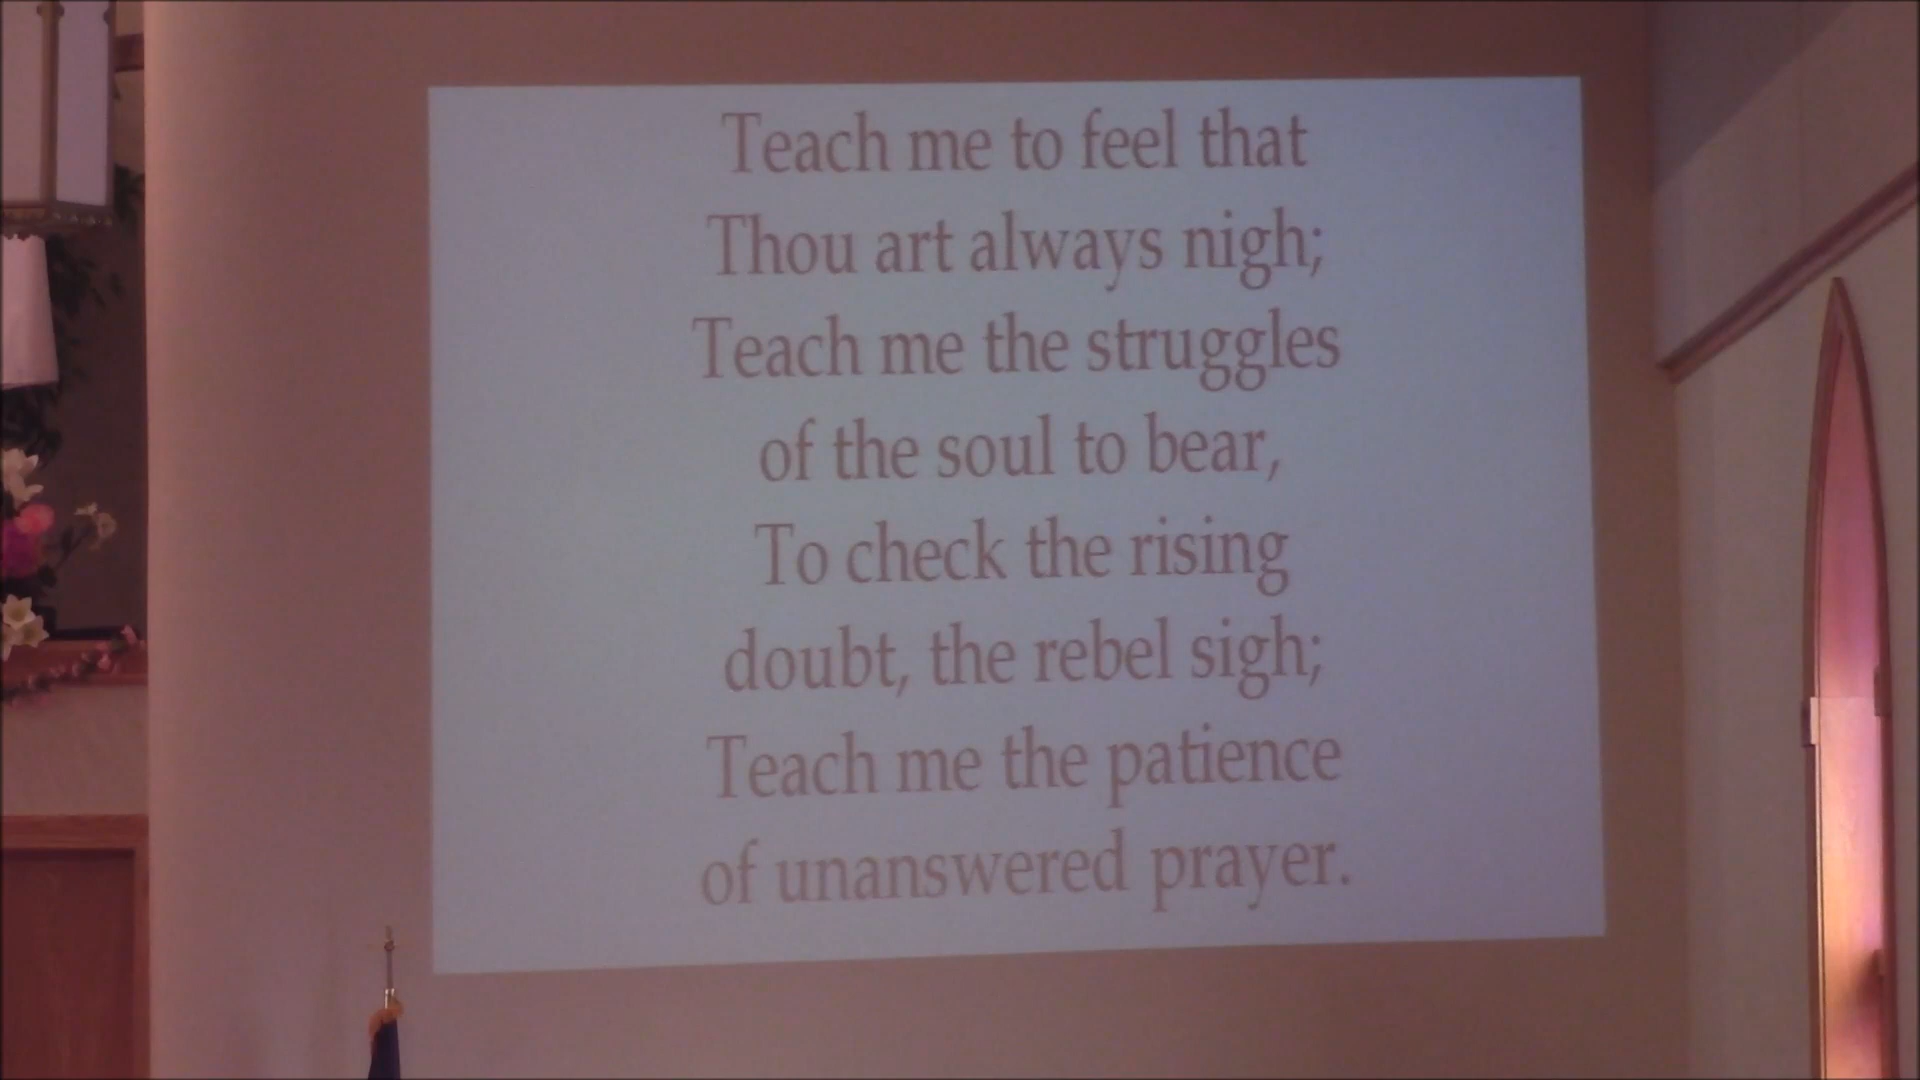 Teach me to feel that
Thou art always nigh;
Teach me the struggles
of the soul to bear,
To check the rising
doubt, the rebel sigh;
Teach me the patience
of unanswered prayer.